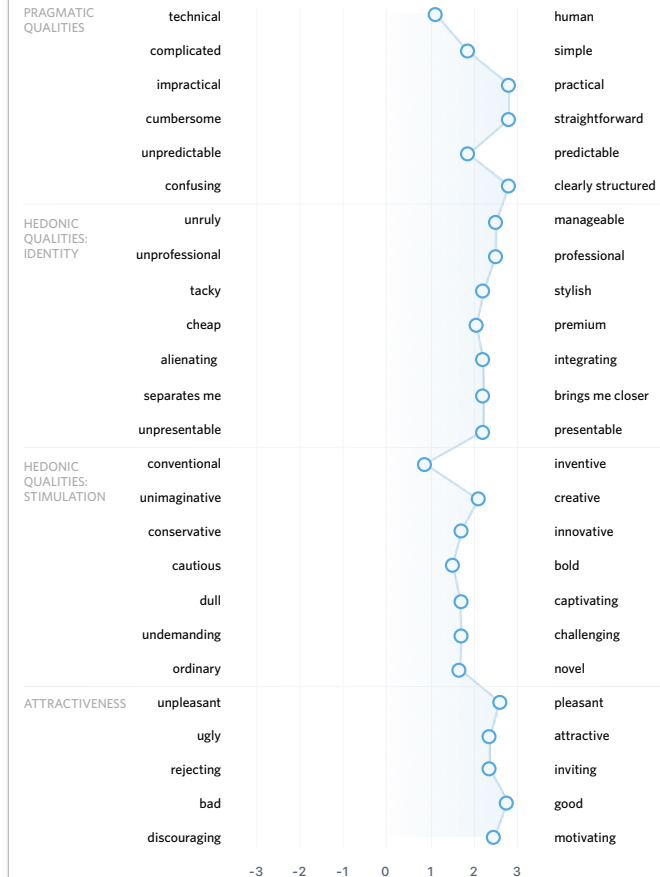 PRAGMATIC
QUALITIES
technical human
complicated simple
impractical practical
cumbersome straightforward
unpredictable predictable
confusing clearly structured
HEDONIC
QUALITIES:
IDENTITY
unruly manageable
unprofessional professional
tacky stylish
cheap premium
alienating integrating
separates me brings me closer
unpresentable presentable
HEDONIC
QUALITIES:
STIMULATION
conventional inventive
unimaginative creative
conservative innovative
cautious bold
dull captivating
undemanding challenging
ordinary novel
ATTRACTIVENESS
unpleasant pleasant
ugly attractive
rejecting inviting
bad good
discouraging motivating
-3 -2 -1 0 1 2 3